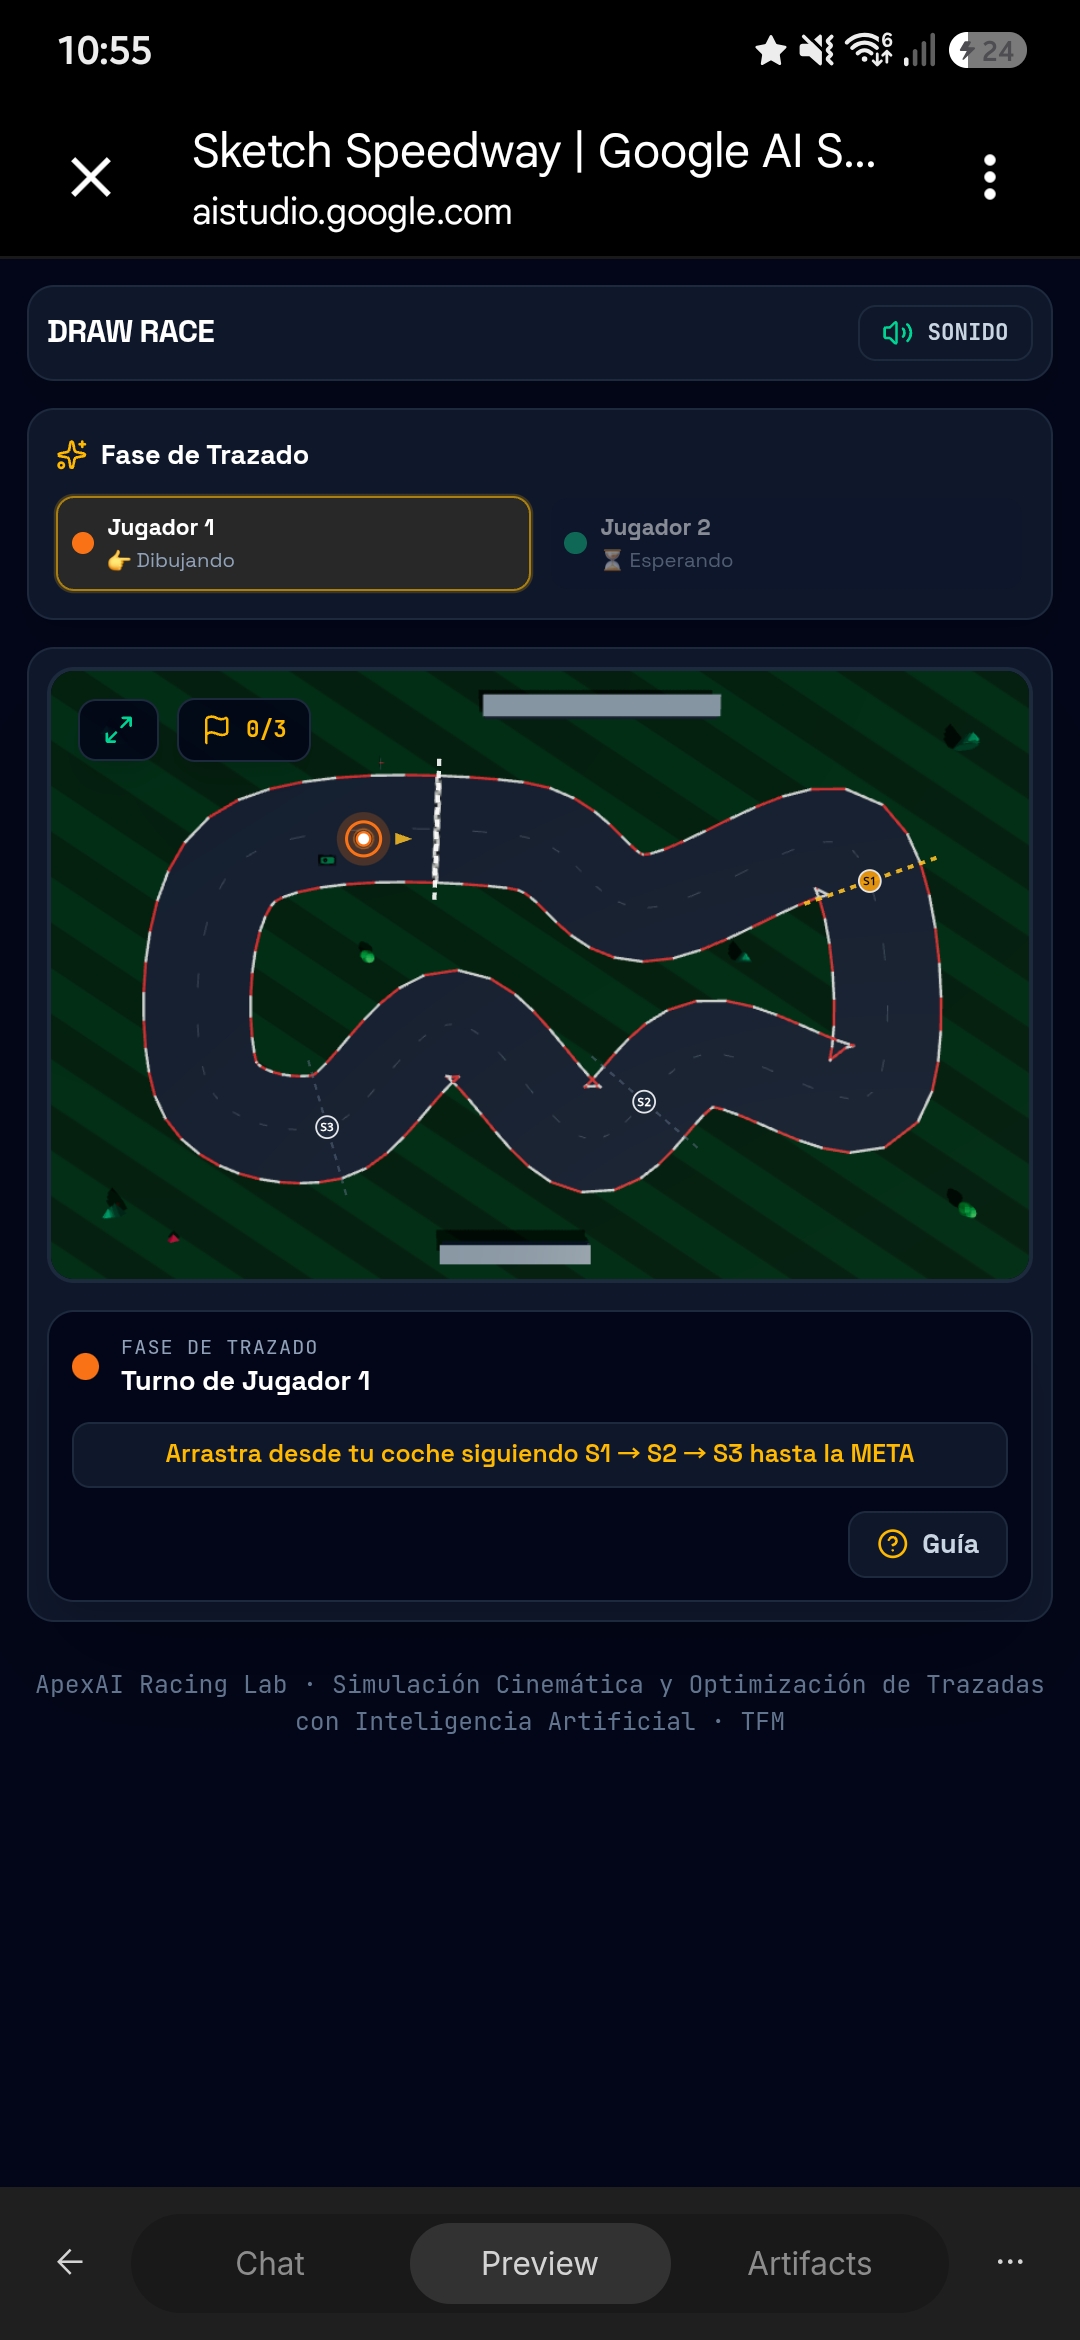 10:55
6
24
Sketch Speedway | Google AI S...
aistudio.google.com
DRAW RACE
SONIDO
Fase de Trazado
Jugador 1
👉 Dibujando
Jugador 2
⏳ Esperando
0/3
S1
S2
S3
FASE DE TRAZADO
Turno de Jugador 1
Arrastra desde tu coche siguiendo S1 → S2 → S3 hasta la META
Guía
ApexAI Racing Lab · Simulación Cinemática y Optimización de Trazadas
con Inteligencia Artificial · TFM
Chat
Preview
Artifacts